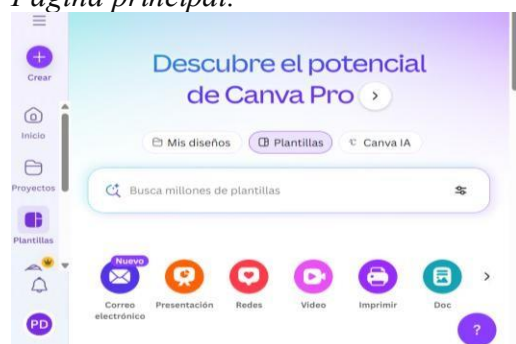 Página principal.
Descubre el potencial
de Canva Pro
Crear
Inicio
Proyectos
Plantillas
PD
Mis diseños
Plantillas
Canva IA
Busca millones de plantillas
Nuevo
Correo
electrónico
Presentación
Redes
Video
Imprimir
Doc
?